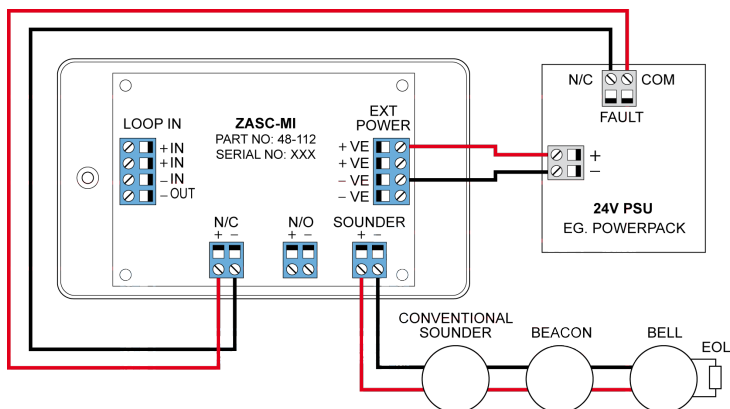 N/C COM
FAULT
LOOP IN
+ IN
+ IN
− IN
− OUT
ZASC-MI
PART NO: 48-112
SERIAL NO: XXX
EXT
POWER
+ VE
+ VE
− VE
− VE
+
−
24V PSU
EG. POWERPACK
N/C
+ −
N/O
+ −
SOUNDER
+ −
CONVENTIONAL
SOUNDER
BEACON
BELL
EOL